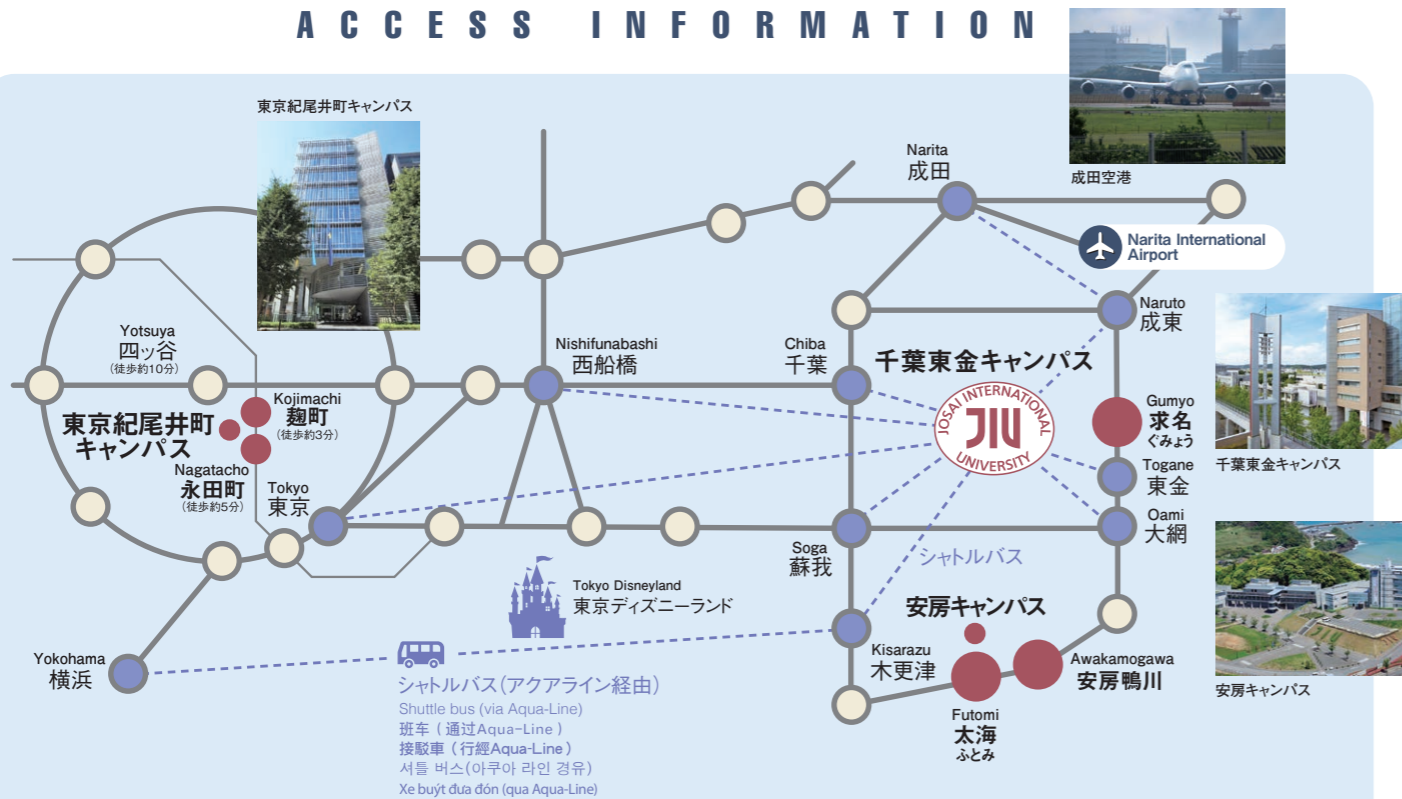 ACCESS INFORMATION
東京紀尾井町キャンパス
Narita
成田
成田空港
Narita International
Airport
Yotsuya
四ッ谷
(徒歩約10分)
Nishifunabashi
西船橋
Chiba
千葉
千葉東金キャンパス
Naruto
成東
Kojimachi
麹町
(徒歩約3分)
東京紀尾井町
キャンパス
JOSAI INTERNATIONAL
JIU
UNIVERSITY
Gumyo
求名
ぐみょう
千葉東金キャンパス
Nagatacho
永田町
(徒歩約5分)
Tokyo
東京
Togane
東金
Oami
大網
Soga
蘇我
シャトルバス
Tokyo Disneyland
東京ディズニーランド
安房キャンパス
Yokohama
横浜
Kisarazu
木更津
Awakamogawa
安房鴨川
安房キャンパス
Futomi
太海
ふとみ
シャトルバス(アクアライン経由)
Shuttle bus (via Aqua-Line)
班车 ( 通过Aqua-Line )
接駁車 ( 行經Aqua-Line )
셔틀 버스(아쿠아 라인 경유)
Xe buýt đưa đón (qua Aqua-Line)